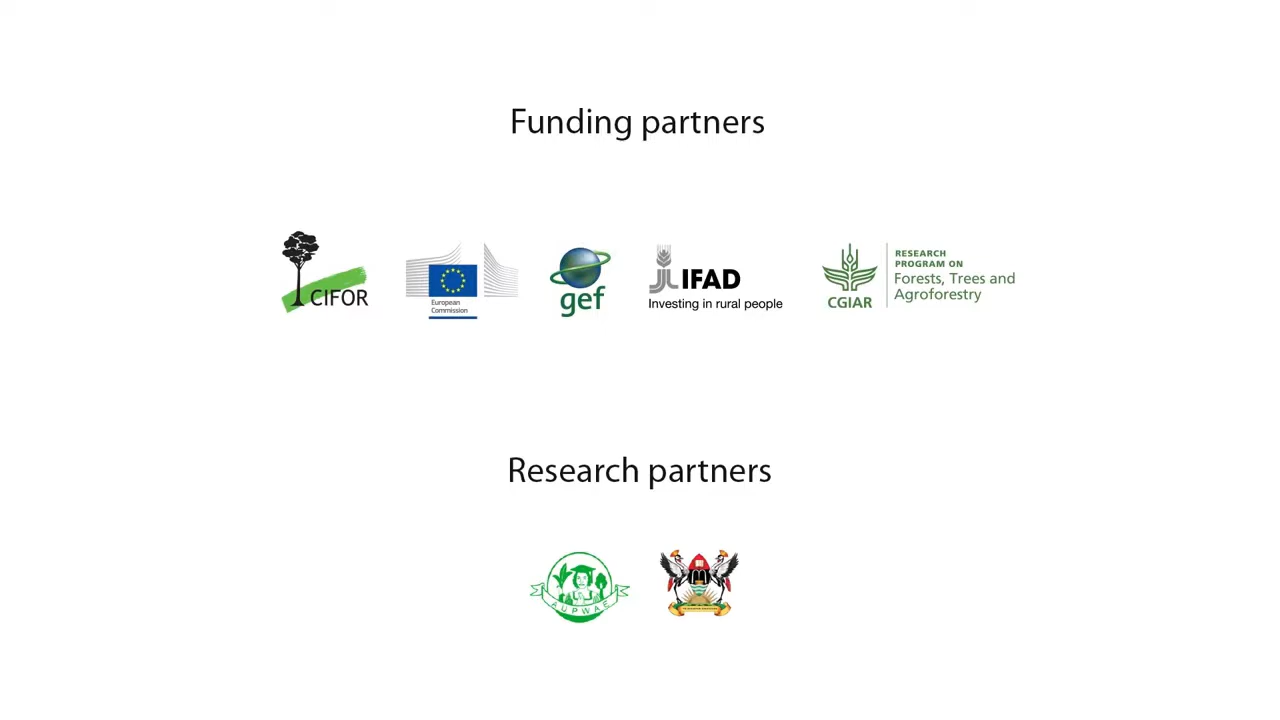 Funding partners
CIFOR
European
Commission
gef
IFAD
Investing in rural people
CGIAR
RESEARCH
PROGRAM ON
Forests, Trees and
Agroforestry
Research partners
AUPWAE